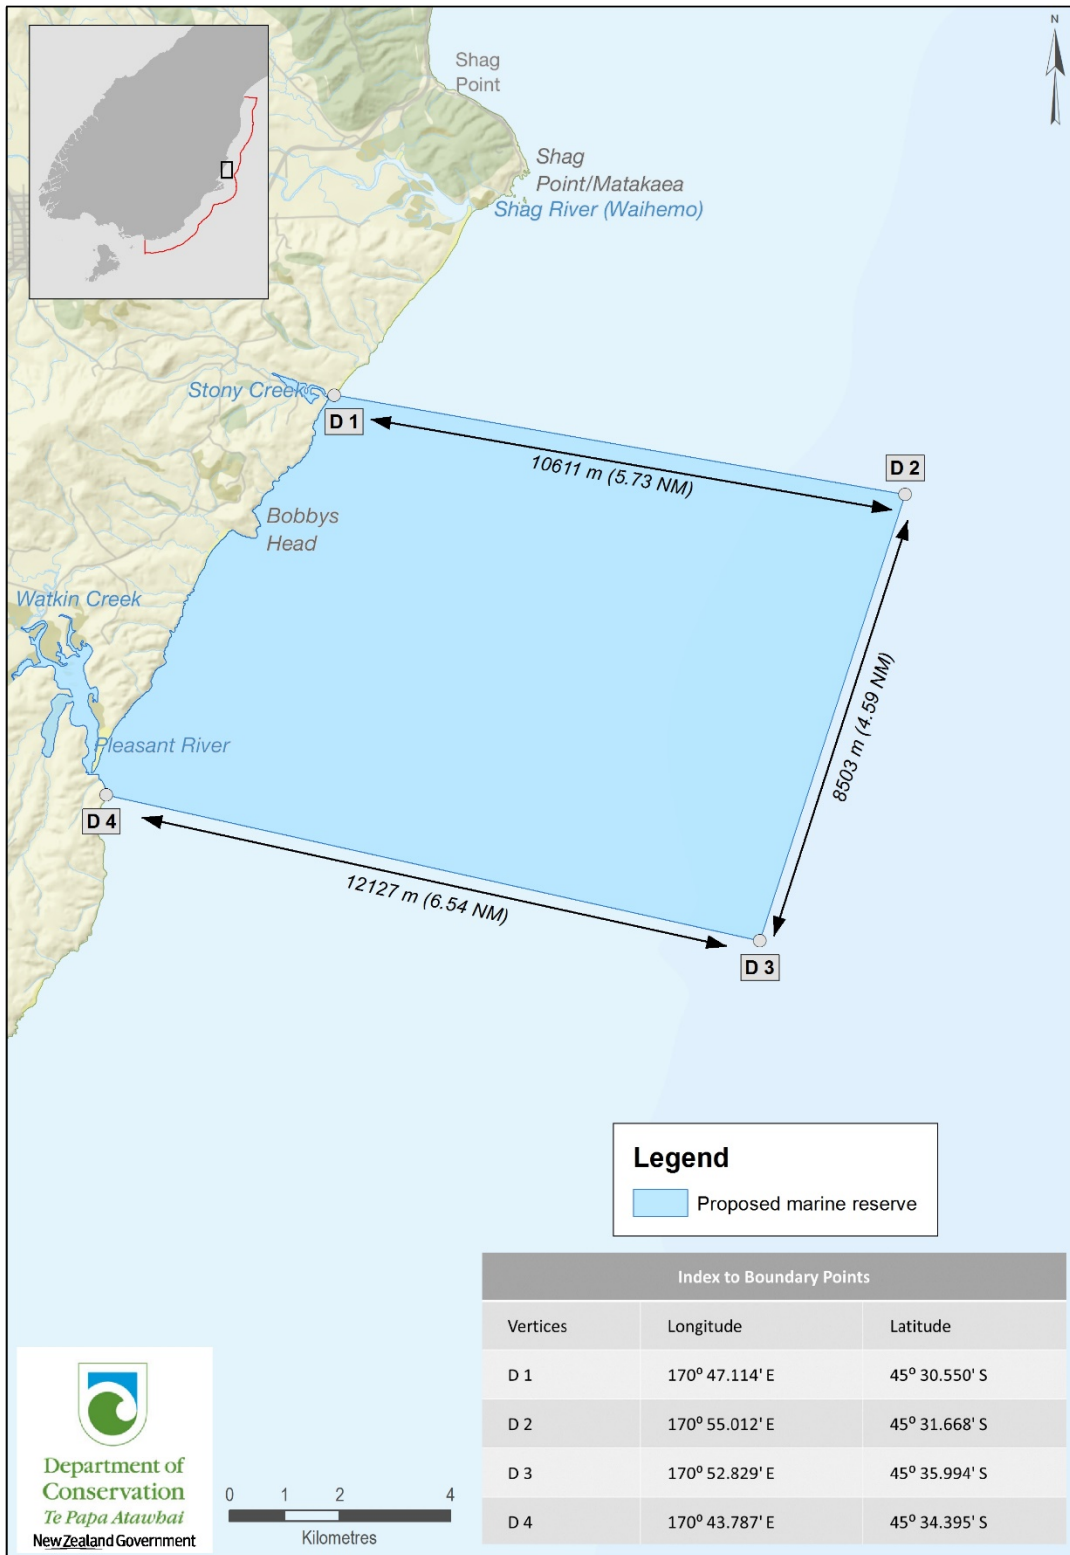 N
Shag
Point
Shag
Point/Matakaea
Shag River (Waihemo)
Stony Creek
D 1
10611 m (5.73 NM)
D 2
Bobbys
Head
Watkin Creek
8503 m (4.59 NM)
Pleasant River
D 4
12127 m (6.54 NM)
D 3
Legend
Proposed marine reserve
Index to Boundary Points
Vertices Longitude Latitude
D 1 170° 47.114' E 45° 30.550' S
D 2 170° 55.012' E 45° 31.668' S
D 3 170° 52.829' E 45° 35.994' S
D 4 170° 43.787' E 45° 34.395' S
Department of
Conservation
Te Papa Atawhai
New Zealand Government
0 1 2 4
Kilometres